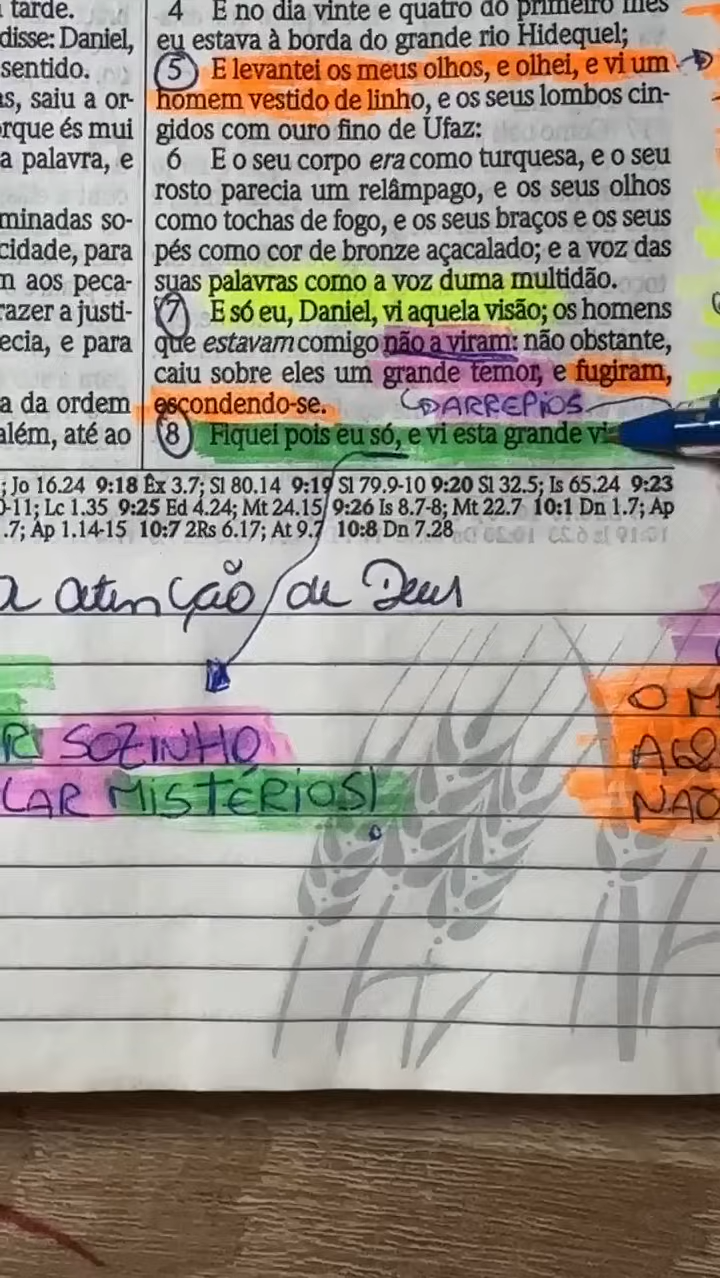 tarde.
disse: Daniel,
sentido.
as, saiu a or-
rque és mui
a palavra, e
minadas so-
cidade, para
m aos peca-
razer a justi-
ecia, e para
a da ordem
além, até ao
4 E no dia vinte e quatro do primeiro mês
eu estava à borda do grande rio Hidequel;
5 E levantei os meus olhos, e olhei, e vi um
homem vestido de linho, e os seus lombos cin-
gidos com ouro fino de Ufaz:
6 E o seu corpo era como turquesa, e o seu
rosto parecia um relâmpago, e os seus olhos
como tochas de fogo, e os seus braços e os seus
pés como cor de bronze açacalado; e a voz das
suas palavras como a voz duma multidão.
7 E só eu, Daniel, vi aquela visão; os homens
que estavam comigo não a viram: não obstante,
caiu sobre eles um grande temor, e fugiram,
escondendo-se.
ARREPIOS
8 Fiquei pois eu só, e vi esta grande vi
; Jo 16.24 9:18 Êx 3.7; Sl 80.14 9:19 Sl 79.9-10 9:20 Sl 32.5; Is 65.24 9:23
0-11; Lc 1.35 9:25 Ed 4.24; Mt 24.15 9:26 Is 8.7-8; Mt 22.7 10:1 Dn 1.7; Ap
.7; Ap 1.14-15 10:7 2Rs 6.17; At 9.7 10:8 Dn 7.28
a atenção de Deus
R SOZINHO
LAR MISTÉRIOS!
O M
NÃO